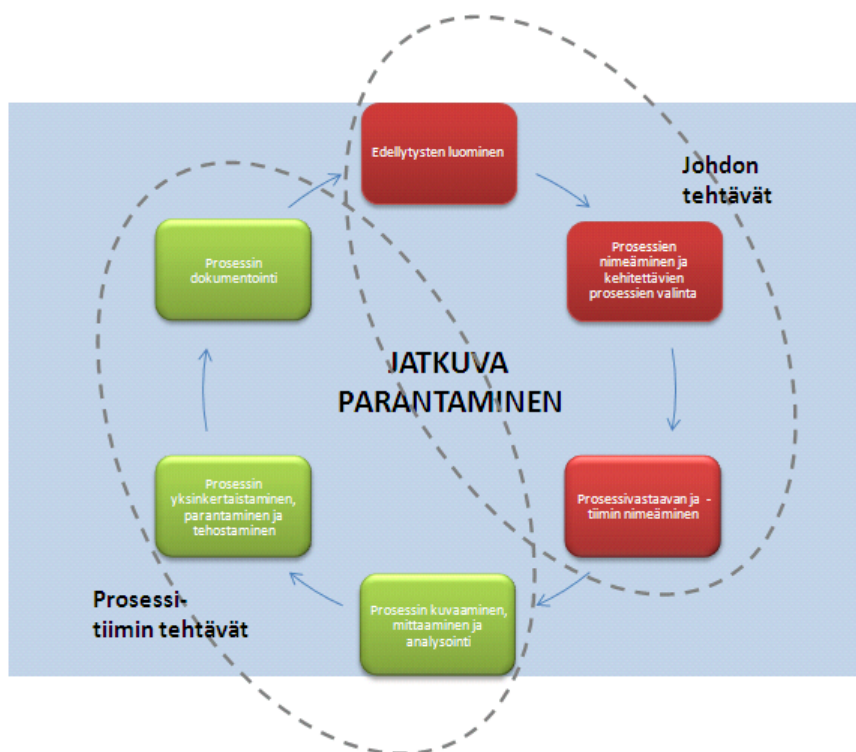 Edellytysten luominen
Johdon
tehtävät
Prosessien
nimeäminen ja
kehitettävien
prosessien valinta
Prosessin
dokumentointi
JATKUVA
PARANTAMINEN
Prosessin
yksinkertaistaminen,
parantaminen ja
tehostaminen
Prosessivastaavan ja -
tiimin nimeäminen
Prosessi-
tiimin tehtävät
Prosessin kuvaaminen,
mittaaminen ja
analysointi